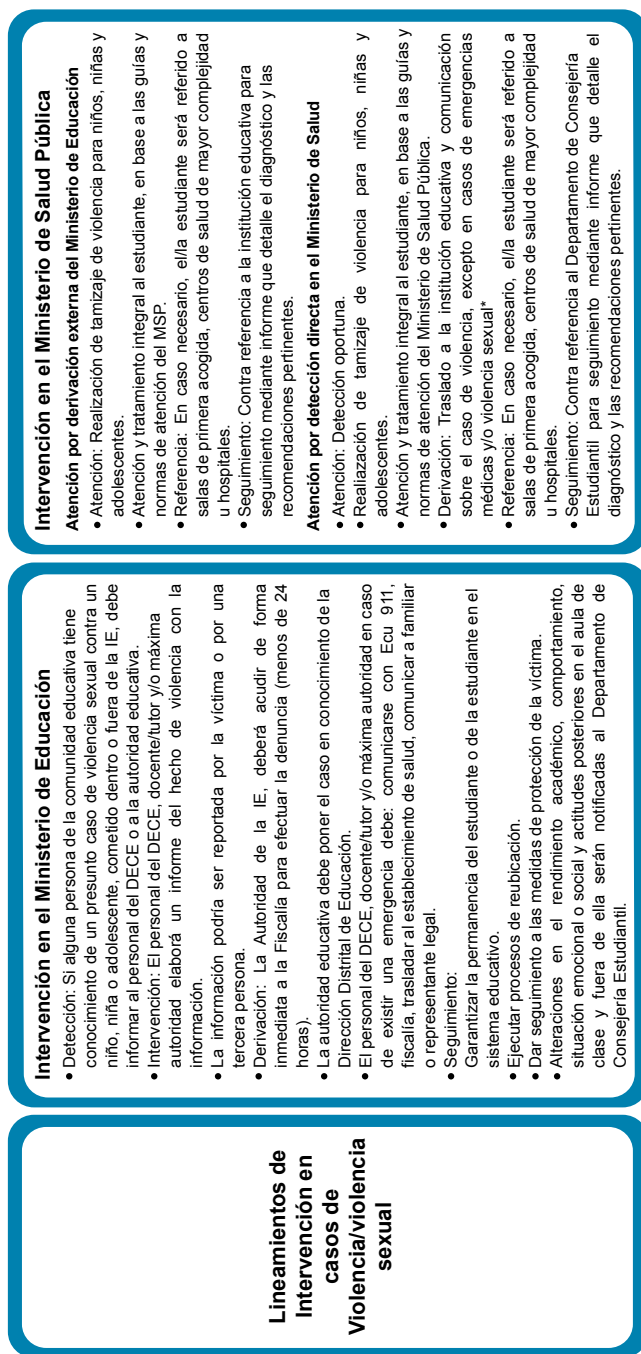 Lineamientos de
Intervención en
casos de
Violencia/violencia
sexual
Intervención en el Ministerio de Educación
• Detección: Si alguna persona de la comunidad educativa tiene
conocimiento de un presunto caso de violencia sexual contra un
niño, niña o adolescente, cometido dentro o fuera de la IE, debe
informar al personal del DECE o a la autoridad educativa.
• Intervención: El personal del DECE, docente/tutor y/o máxima
autoridad elaborá un informe del hecho de violencia con la
información.
• La información podría ser reportada por la víctima o por una
tercera persona.
• Derivación: La Autoridad de la IE, deberá acudir de forma
inmediata a la Fiscalía para efectuar la denuncia (menos de 24
horas).
• La autoridad educativa debe poner el caso en conocimiento de la
Dirección Distrital de Educación.
• El personal del DECE, docente/tutor y/o máxima autoridad en caso
de existir una emergencia debe: comunicarse con Ecu 911,
fiscalía, trasladar al establecimiento de salud, comunicar a familiar
o representante legal.
• Seguimiento:
Garantizar la permanencia del estudiante o de la estudiante en el
sistema educativo.
• Ejecutar procesos de reubicación.
• Dar seguimiento a las medidas de protección de la víctima.
• Alteraciones en el rendimiento académico, comportamiento,
situación emocional o social y actitudes posteriores en el aula de
clase y fuera de ella serán notificadas al Departamento de
Consejería Estudiantil.
Intervención en el Ministerio de Salud Pública
Atención por derivación externa del Ministerio de Educación
• Atención: Realización de tamizaje de violencia para niños, niñas y
adolescentes.
• Atención y tratamiento integral al estudiante, en base a las guías y
normas de atención del MSP.
• Referencia: En caso necesario, el/la estudiante será referido a
salas de primera acogida, centros de salud de mayor complejidad
u hospitales.
• Seguimiento: Contra referencia a la institución educativa para
seguimiento mediante informe que detalle el diagnóstico y las
recomendaciones pertinentes.
Atención por detección directa en el Ministerio de Salud
• Atención: Detección oportuna.
• Realiazación de tamizaje de violencia para niños, niñas y
adolescentes.
• Atención y tratamiento integral al estudiante, en base a las guías y
normas de atención del Ministerio de Salud Pública.
• Derivación: Traslado a la institución educativa y comunicación
sobre el caso de violencia, excepto en casos de emergencias
médicas y/o violencia sexual*
• Referencia: En caso necesario, el/la estudiante será referido a
salas de primera acogida, centros de salud de mayor complejidad
u hospitales.
• Seguimiento: Contra referencia al Departamento de Consejería
Estudiantil para seguimiento mediante informe que detalle el
diagnóstico y las recomendaciones pertinentes.